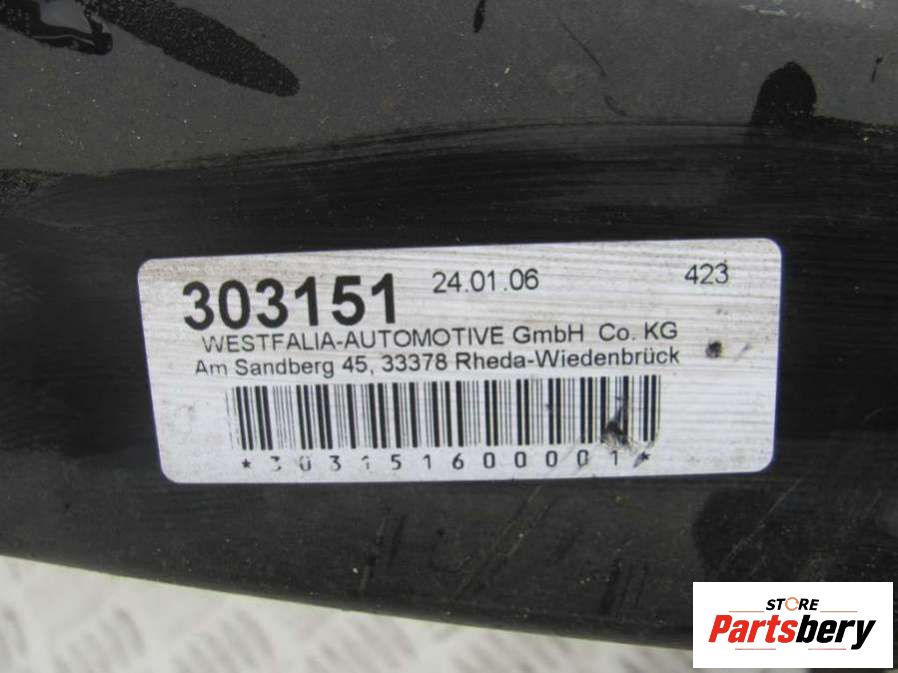 303151 24.01.06 423
WESTFALIA-AUTOMOTIVE GmbH Co. KG
Am Sandberg 45, 33378 Rheda-Wiedenbrück
*303151600001*
STORE
Partsbery